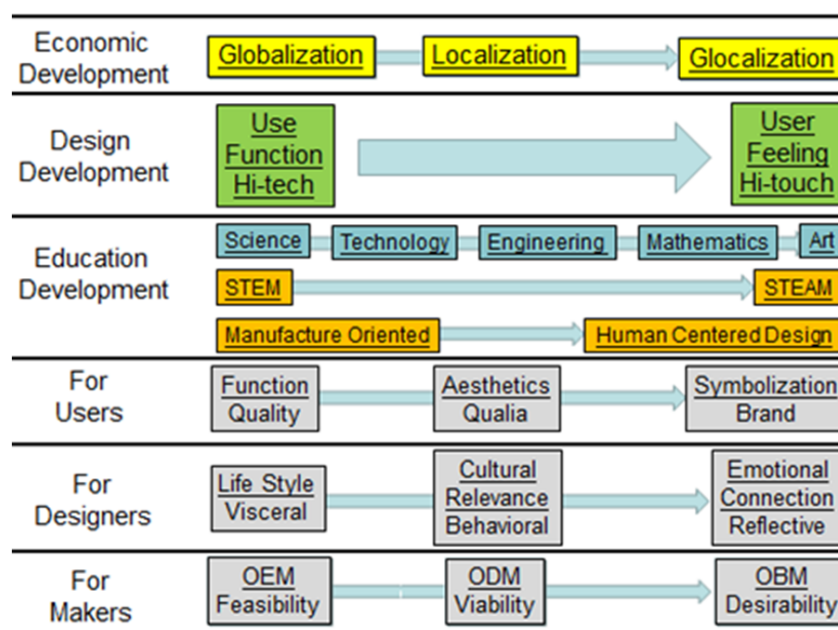 Economic
Development
Globalization
Localization
Glocalization
Design
Development
Use
Function
Hi-tech
User
Feeling
Hi-touch
Education
Development
Science
Technology
Engineering
Mathematics
Art
STEM
STEAM
Manufacture Oriented
Human Centered Design
For
Users
Function
Quality
Aesthetics
Qualia
Symbolization
Brand
For
Designers
Life Style
Visceral
Cultural
Relevance
Behavioral
Emotional
Connection
Reflective
For
Makers
OEM
Feasibility
ODM
Viability
OBM
Desirability